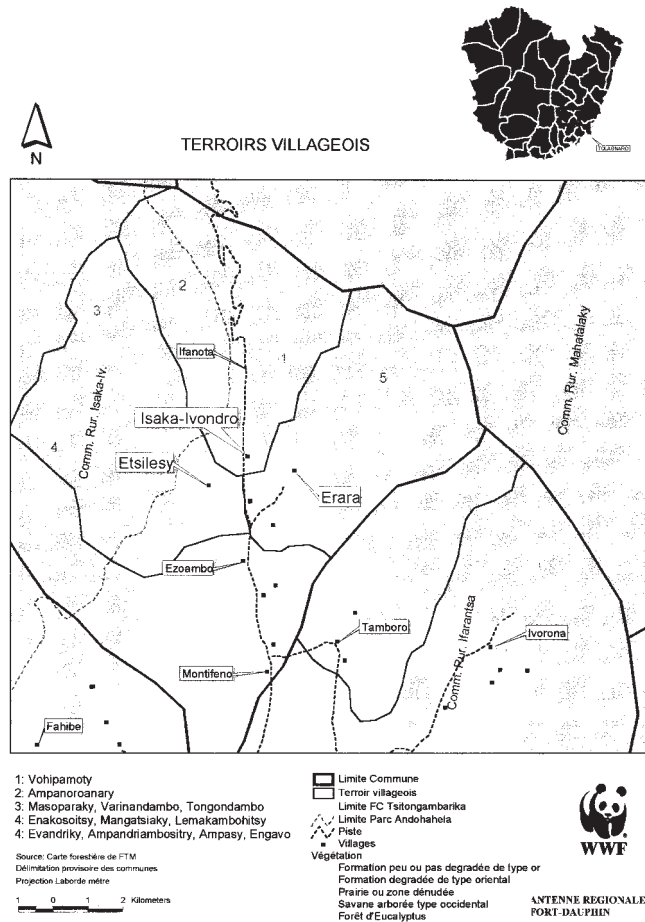 TOLAGNARO
N
TERROIRS VILLAGEOIS
2
3
Ifanota
1
5
Comm. Rur. Mahatalaky
Comm. Rur. Isaka-Iv.
Isaka-Ivondro
4
Etsilesy
Erara
Ezoambo
Tamboro
Comm. Rur. Ifarantsa
Ivorona
Montifeno
Fahibe
1: Vohipamoty
2: Ampanoroanary
3: Masoparaky, Varinandambo, Tongondambo
4: Enakosoitsy, Mangatsiaky, Lemakambohitsy
4: Evandriky, Ampandriambositry, Ampasy, Engavo
Source: Carte forestière de FTM
Délimitation provisoire des communes
Projection Laborde mètre
1 0 1 2 Kilometers
Limite Commune
Terroir villageois
Limite FC Tsitongambarika
Limite Parc Andohahela
Piste
Villages
Végétation
Formation peu ou pas degradée de type or
Formation degradée de type oriental
Prairie ou zone dénudée
Savane arborée type occidental
Forêt d'Eucalyptus
WWF
ANTENNE REGIONALE
FORT-DAUPHIN